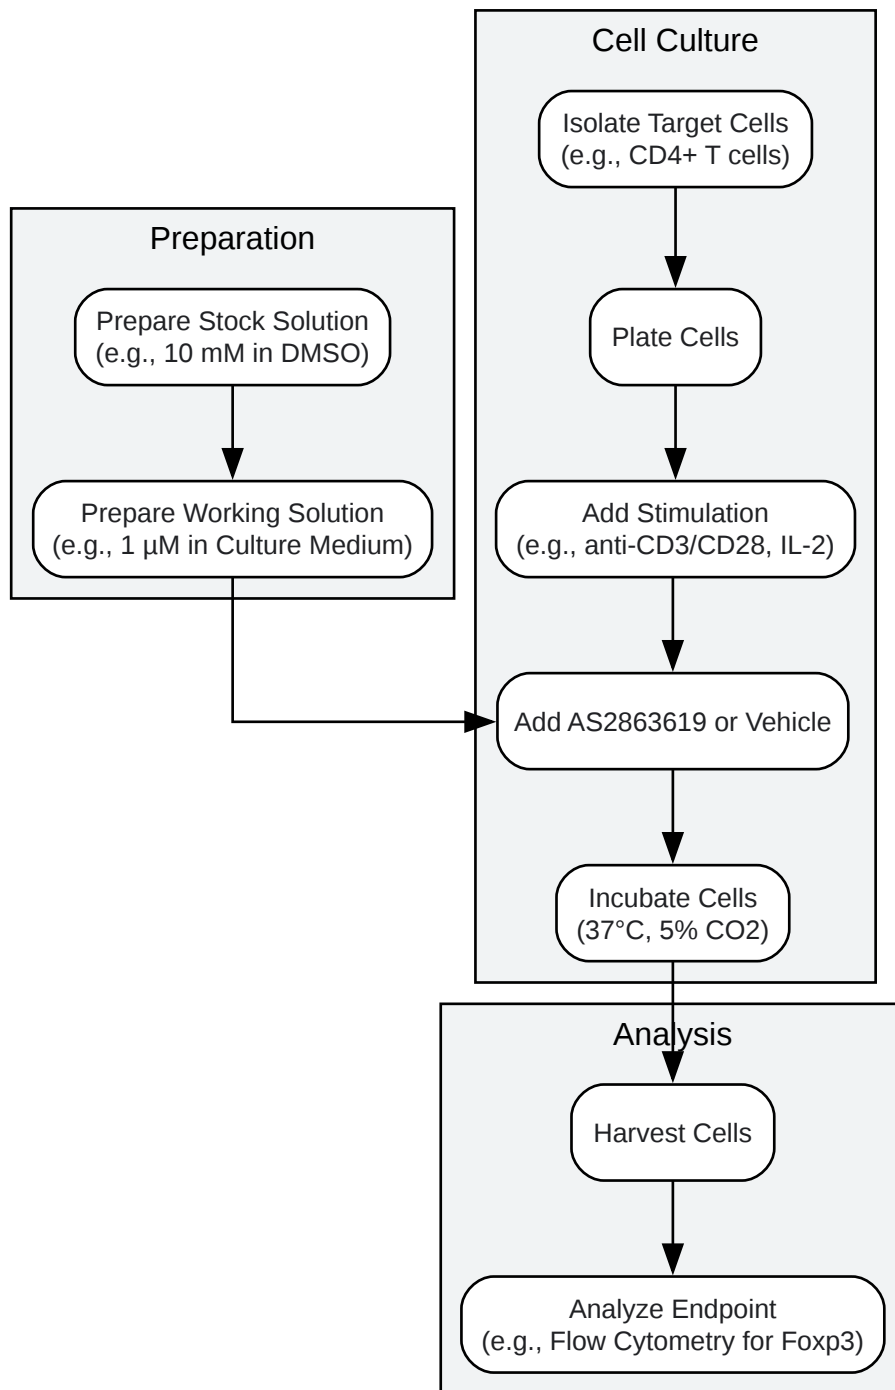 Preparation
Prepare Stock Solution
(e.g., 10 mM in DMSO)
Prepare Working Solution
(e.g., 1 µM in Culture Medium)
Cell Culture
Isolate Target Cells
(e.g., CD4+ T cells)
Plate Cells
Add Stimulation
(e.g., anti-CD3/CD28, IL-2)
Add AS2863619 or Vehicle
Incubate Cells
(37°C, 5% CO2)
Analysis
Harvest Cells
Analyze Endpoint
(e.g., Flow Cytometry for Foxp3)